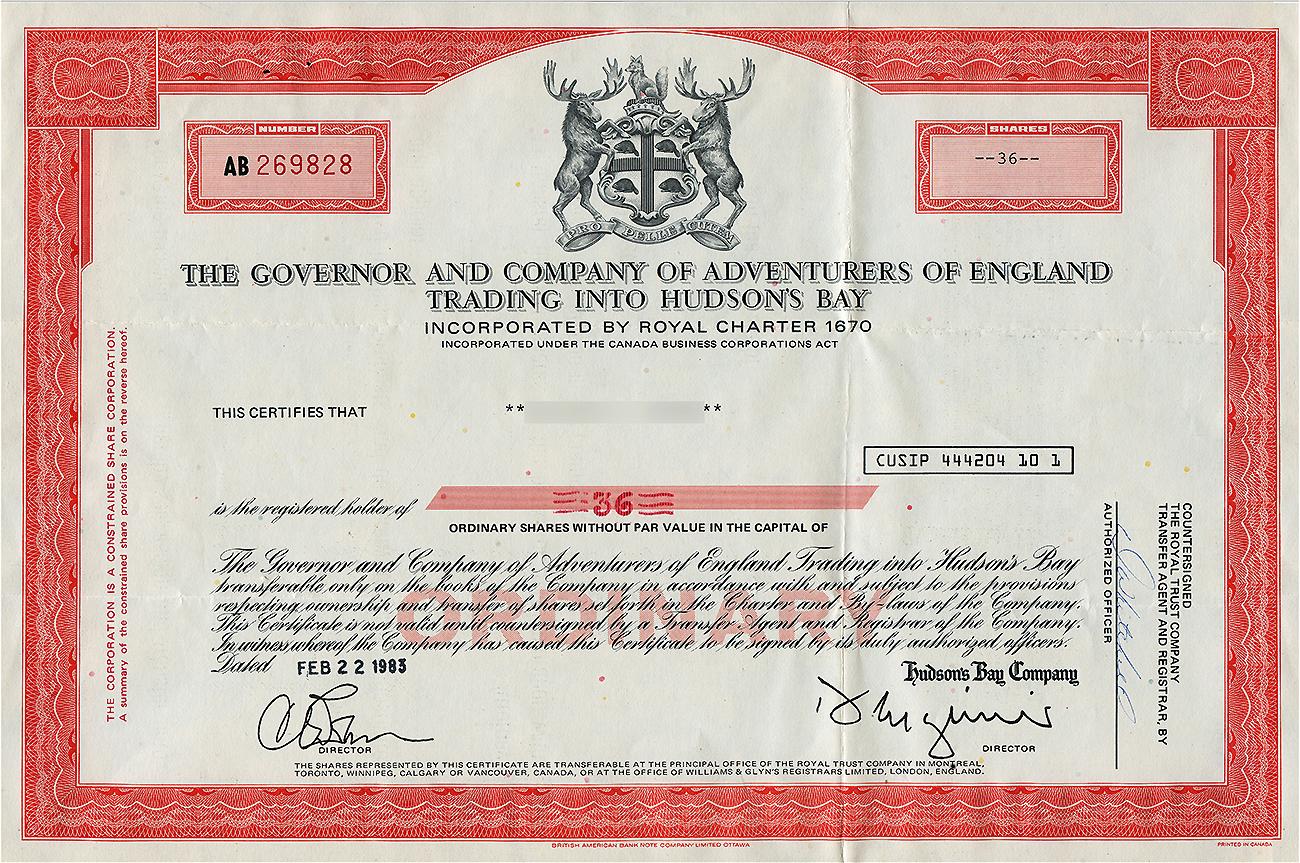 NUMBER
AB 269828
SHARES
--36--
PRO PELLE CUTEM
THE GOVERNOR AND COMPANY OF ADVENTURERS OF ENGLAND
TRADING INTO HUDSON'S BAY
INCORPORATED BY ROYAL CHARTER 1670
INCORPORATED UNDER THE CANADA BUSINESS CORPORATIONS ACT
THE CORPORATION IS A CONSTRAINED SHARE CORPORATION.
A summary of the constrained share provisions is on the reverse hereof.
THIS CERTIFIES THAT ** **
CUSIP 444204 10 1
is the registered holder of 36
ORDINARY SHARES WITHOUT PAR VALUE IN THE CAPITAL OF
The Governor and Company of Adventurers of England Trading into Hudson's Bay
transferable only on the books of the Company in accordance with and subject to the provisions
respecting ownership and transfer of shares set forth in the Charter and By-laws of the Company.
This Certificate is not valid until countersigned by a Transfer Agent and Registrar of the Company.
In witness whereof the Company has caused this Certificate to be signed by its duly authorized officers.
ORDINARY
Dated FEB 22 1983
Hudson's Bay Company
DIRECTOR
DIRECTOR
COUNTERSIGNED
THE ROYAL TRUST COMPANY
TRANSFER AGENT AND REGISTRAR, BY
AUTHORIZED OFFICER
THE SHARES REPRESENTED BY THIS CERTIFICATE ARE TRANSFERABLE AT THE PRINCIPAL OFFICE OF THE ROYAL TRUST COMPANY IN MONTREAL,
TORONTO, WINNIPEG, CALGARY OR VANCOUVER, CANADA, OR AT THE OFFICE OF WILLIAMS & GLYN'S REGISTRARS LIMITED, LONDON, ENGLAND.
BRITISH AMERICAN BANK NOTE COMPANY LIMITED OTTAWA
PRINTED IN CANADA